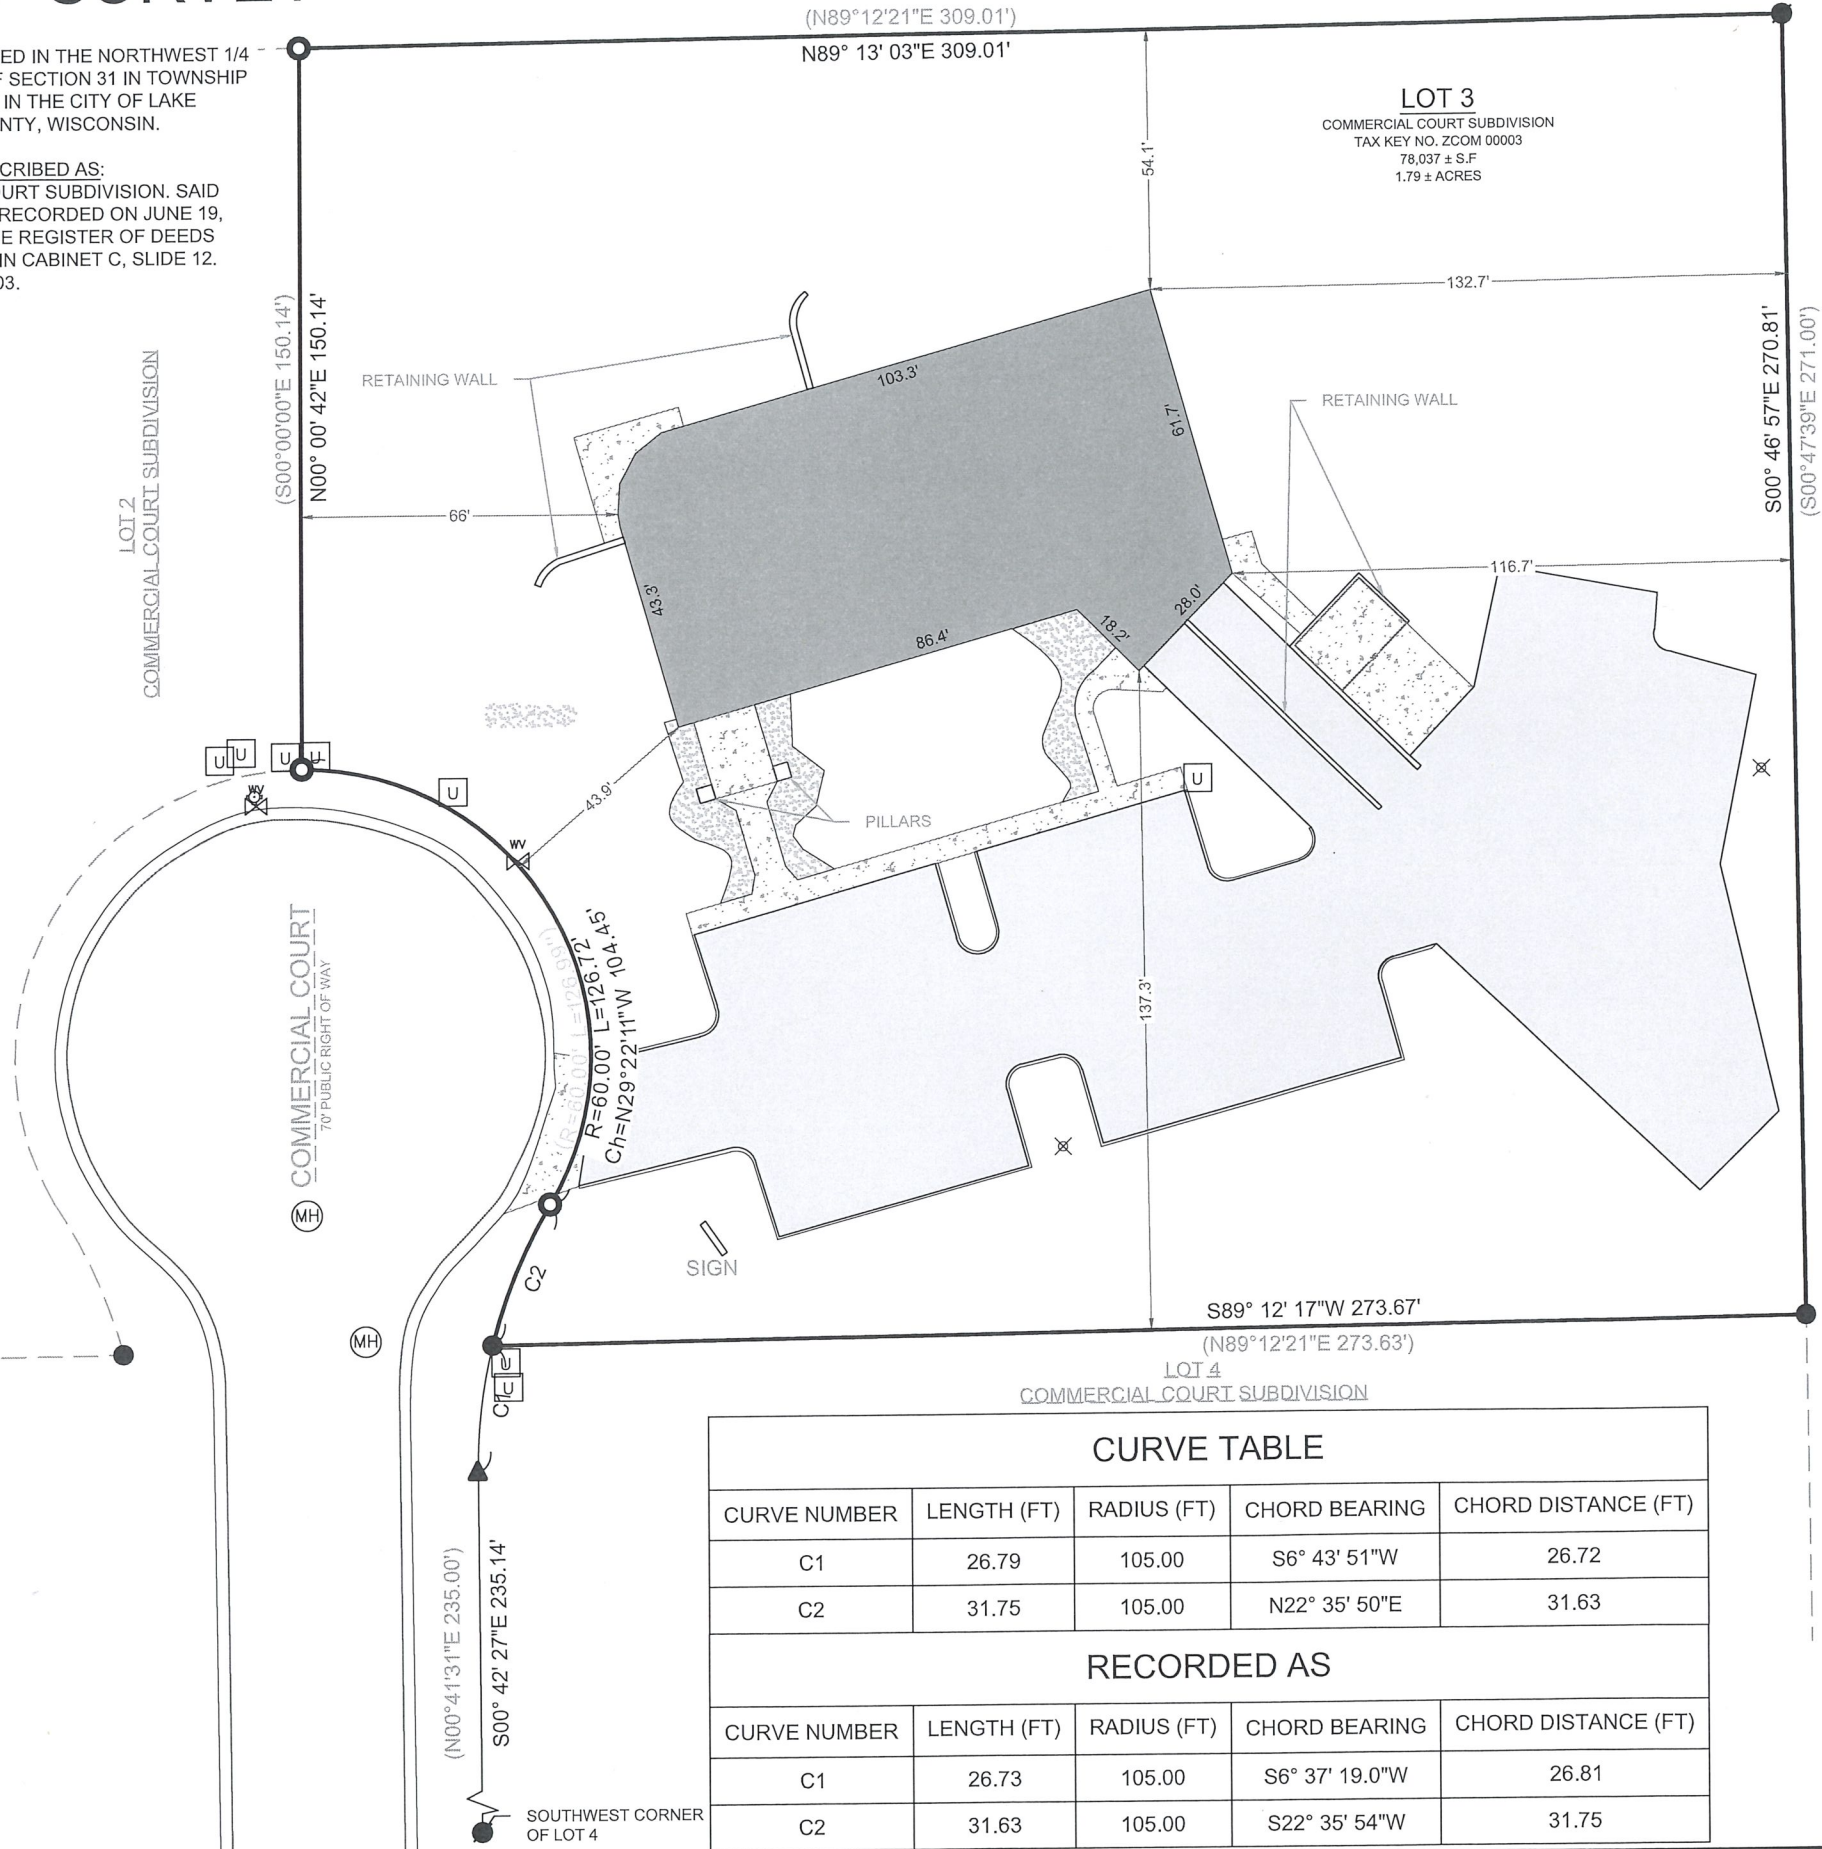 (N89°12'21"E 309.01')
N89° 13' 03"E 309.01'
ED IN THE NORTHWEST 1/4
SECTION 31 IN TOWNSHIP
IN THE CITY OF LAKE
NTY, WISCONSIN.
CRIBED AS:
URT SUBDIVISION. SAID
RECORDED ON JUNE 19,
E REGISTER OF DEEDS
IN CABINET C, SLIDE 12.
03.
LOT 3
COMMERCIAL COURT SUBDIVISION
TAX KEY NO. ZCOM 00003
78,037 ± S.F
1.79 ± ACRES
54.1'
132.7'
(S00°00'00"E 150.14')
N00° 00' 42"E 150.14'
S00° 46' 57"E 270.81'
(S00°47'39"E 271.00')
LOT 2
COMMERCIAL COURT SUBDIVISION
RETAINING WALL
103.3'
61.7'
RETAINING WALL
66'
43.3'
86.4'
18.2'
28.0'
116.7'
U
U
U
U
U
WV
WV
43.9'
U
PILLARS
COMMERCIAL COURT
70' PUBLIC RIGHT OF WAY
R=60.00' L=126.72'
Ch=N29°22'11"W 104.45'
137.3'
MH
C2
SIGN
MH
S89° 12' 17"W 273.67'
(N89°12'21"E 273.63')
LOT 4
COMMERCIAL COURT SUBDIVISION
U
U
C1
(N00°41'31"E 235.00')
S00° 42' 27"E 235.14'
SOUTHWEST CORNER
OF LOT 4
CURVE TABLE
CURVE NUMBER LENGTH (FT) RADIUS (FT) CHORD BEARING CHORD DISTANCE (FT)
C1 26.79 105.00 S6° 43' 51"W 26.72
C2 31.75 105.00 N22° 35' 50"E 31.63
RECORDED AS
CURVE NUMBER LENGTH (FT) RADIUS (FT) CHORD BEARING CHORD DISTANCE (FT)
C1 26.73 105.00 S6° 37' 19.0"W 26.81
C2 31.63 105.00 S22° 35' 54"W 31.75